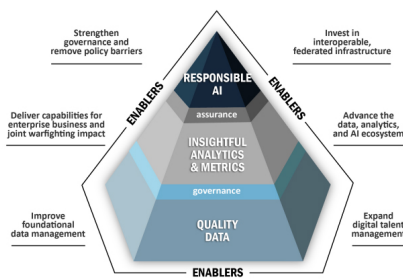 Strengthen
governance and
remove policy barriers
Invest in
interoperable,
federated infrastructure
ENABLERS
ENABLERS
RESPONSIBLE
AI
assurance
Deliver capabilities for
enterprise business and
joint warfighting impact
Advance the
data, analytics,
and AI ecosystem
INSIGHTFUL
ANALYTICS
& METRICS
governance
Improve
foundational
data management
QUALITY
DATA
Expand
digital talent
management
ENABLERS